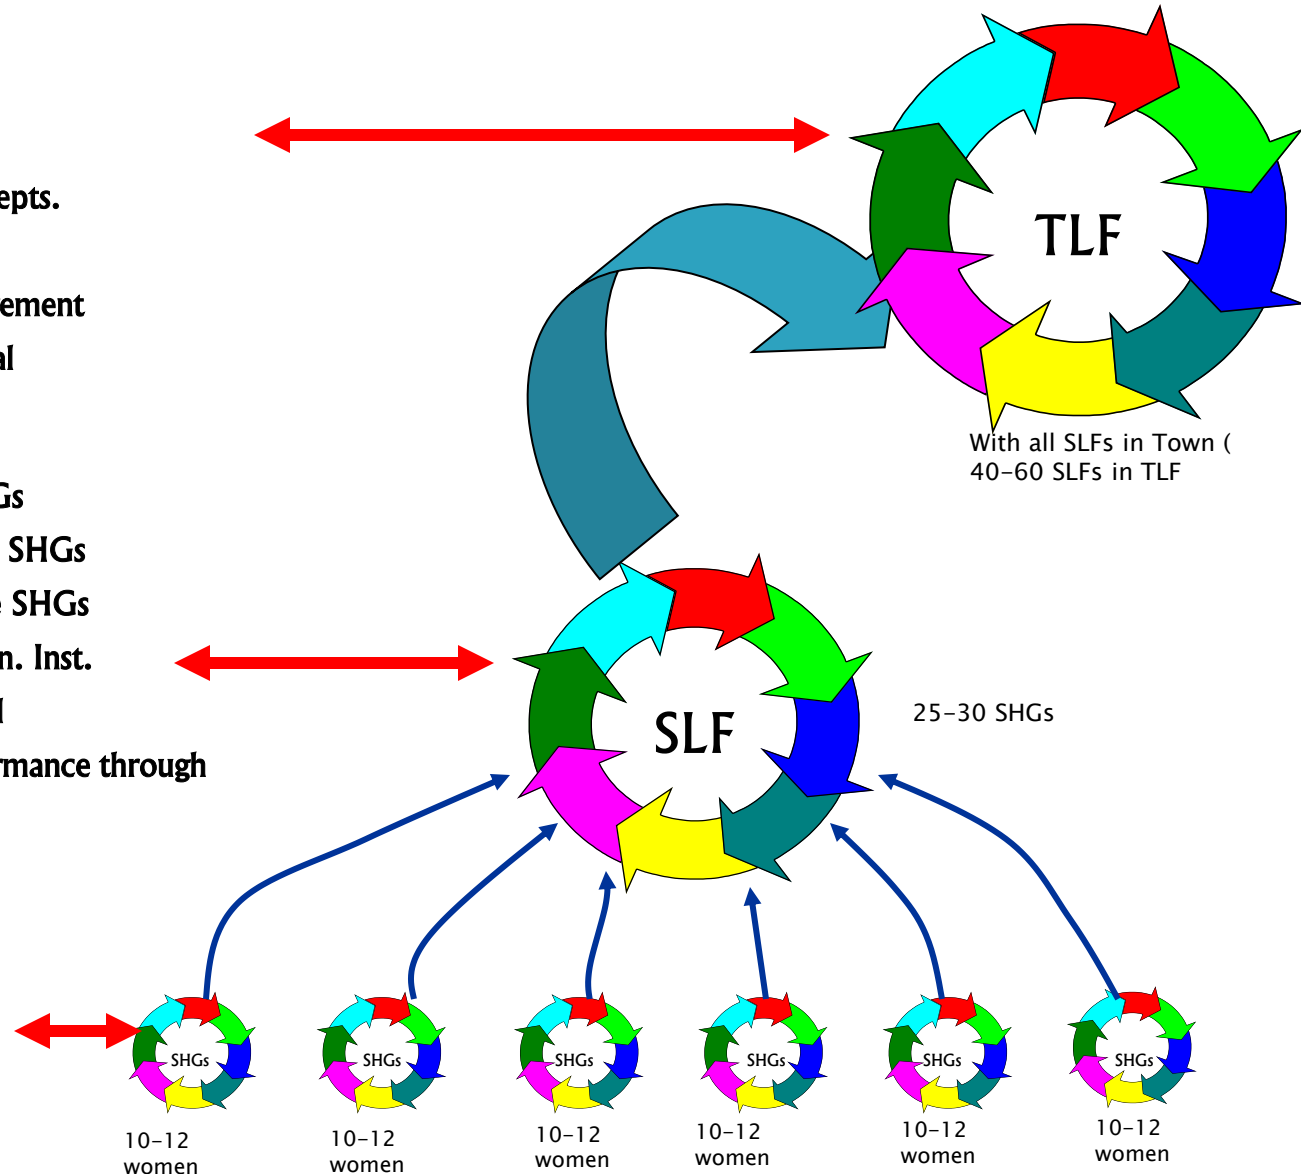 TLF
epts.
ement
al
With all SLFs in Town (
40-60 SLFs in TLF
Gs
SHGs
SHGs
n. Inst.
SLF
25-30 SHGs
rmance through
SHGs SHGs SHGs SHGs SHGs SHGs
10-12 10-12 10-12 10-12 10-12 10-12
women women women women women women